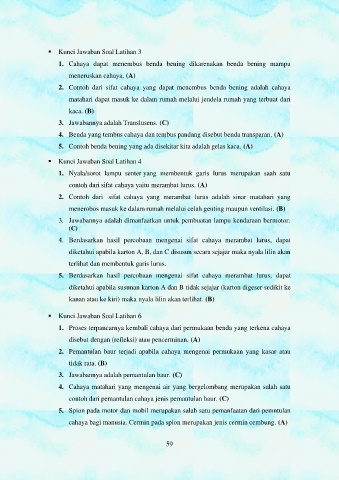 ▪ Kunci Jawaban Soal Latihan 3
1. Cahaya dapat menembus benda bening dikarenakan benda bening mampu
meneruskan cahaya. (A)
2. Contoh dari sifat cahaya yang dapat menembus benda bening adalah cahaya
matahari dapat masuk ke dalam rumah melalui jendela rumah yang terbuat dari
kaca. (B)
3. Jawabannya adalah Translusens. (C)
4. Benda yang tembus cahaya dan tembus pandang disebut benda transparan. (A)
5. Contoh benda bening yang ada disekitar kita adalah gelas kaca. (A)
▪ Kunci Jawaban Soal Latihan 4
1. Nyala/sorot lampu senter yang membentuk garis lurus merupakan saah satu
contoh dari sifat cahaya yaitu merambat lurus. (A)
2. Contoh dari sifat cahaya yang merambat lurus adalah sinar matahari yang
menerobos masuk ke dalam rumah melalui celah genting maupun ventilasi. (B)
3. Jawabannya adalah dimanfaatkan untuk pembuatan lampu kendaraan bermotor.
(C)
4. Berdasarkan hasil percobaan mengenai sifat cahaya merambat lurus, dapat
diketahui apabila karton A, B, dan C disusun secara sejajar maka nyala lilin akan
terlihat dan membentuk garis lurus.
5. Berdasarkan hasil percobaan mengenai sifat cahaya merambat lurus, dapat
diketahui apabila susunan karton A dan B tidak sejajar (karton digeser sedikit ke
kanan atau ke kiri) maka nyala lilin akan terlihat. (B)
▪ Kunci Jawaban Soal Latihan 6
1. Proses terpancarnya kembali cahaya dari permukaan benda yang terkena cahaya
disebut dengan (refleksi) atau pencerminan. (A)
2. Pemantulan baur terjadi apabila cahaya mengenai permukaan yang kasar atau
tidak rata. (B)
3. Jawabannya adalah pemantulan baur. (C)
4. Cahaya matahari yang mengenai air yang bergelombang merupakan salah satu
contoh dari pemantulan cahaya jenis pemantulan baur. (C)
5. Spion pada motor dan mobil merupakan salah satu pemanfaatan dari pemntulan
cahaya bagi manusia. Cermin pada spion merupakan jenis cermin cembung. (A)
59